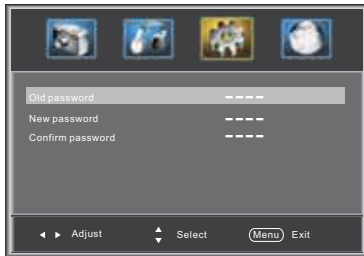 Old password ----
New password ----
Confirm password ----
Adjust Select Menu Exit